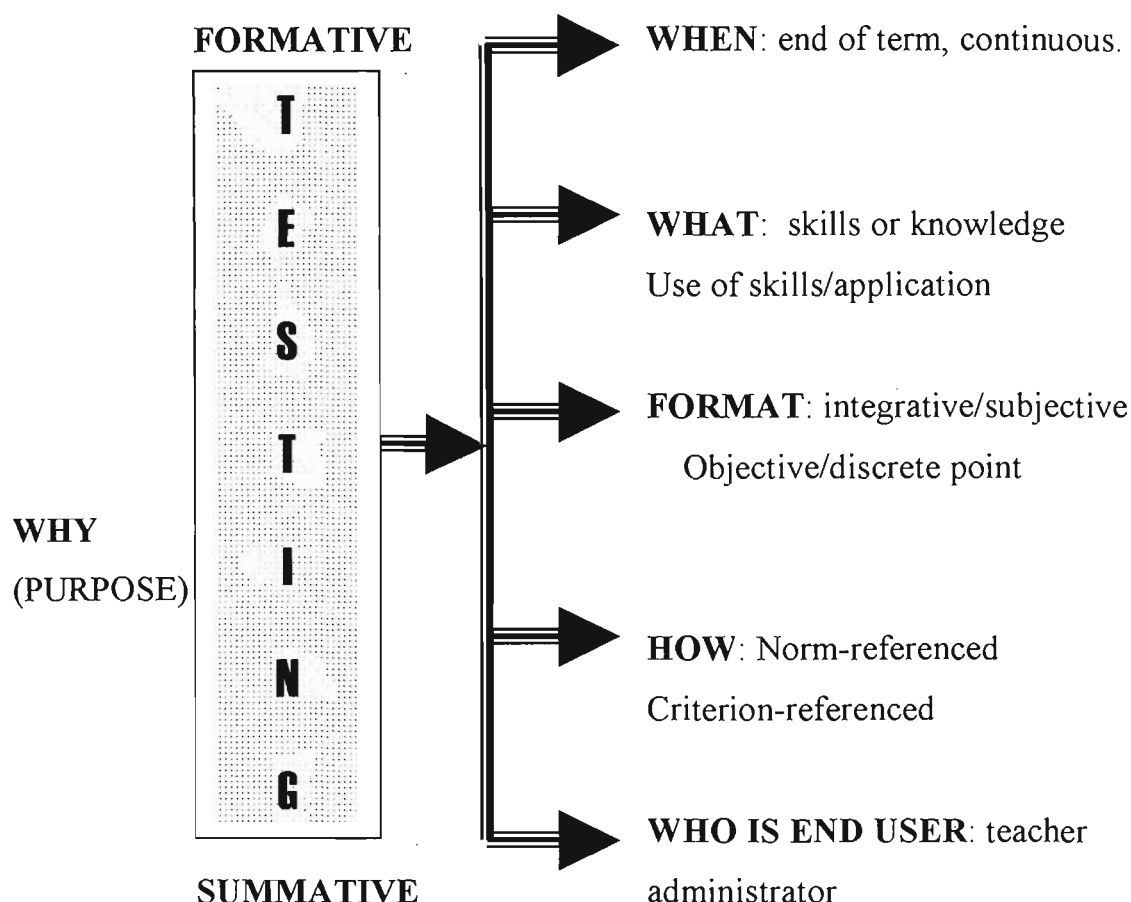 FORMATIVE
T
E
S
T
I
N
G
WHY
(PURPOSE)
SUMMATIVE
WHEN: end of term, continuous.
WHAT: skills or knowledge
Use of skills/application
FORMAT: integrative/subjective
Objective/discrete point
HOW: Norm-referenced
Criterion-referenced
WHO IS END USER: teacher
administrator